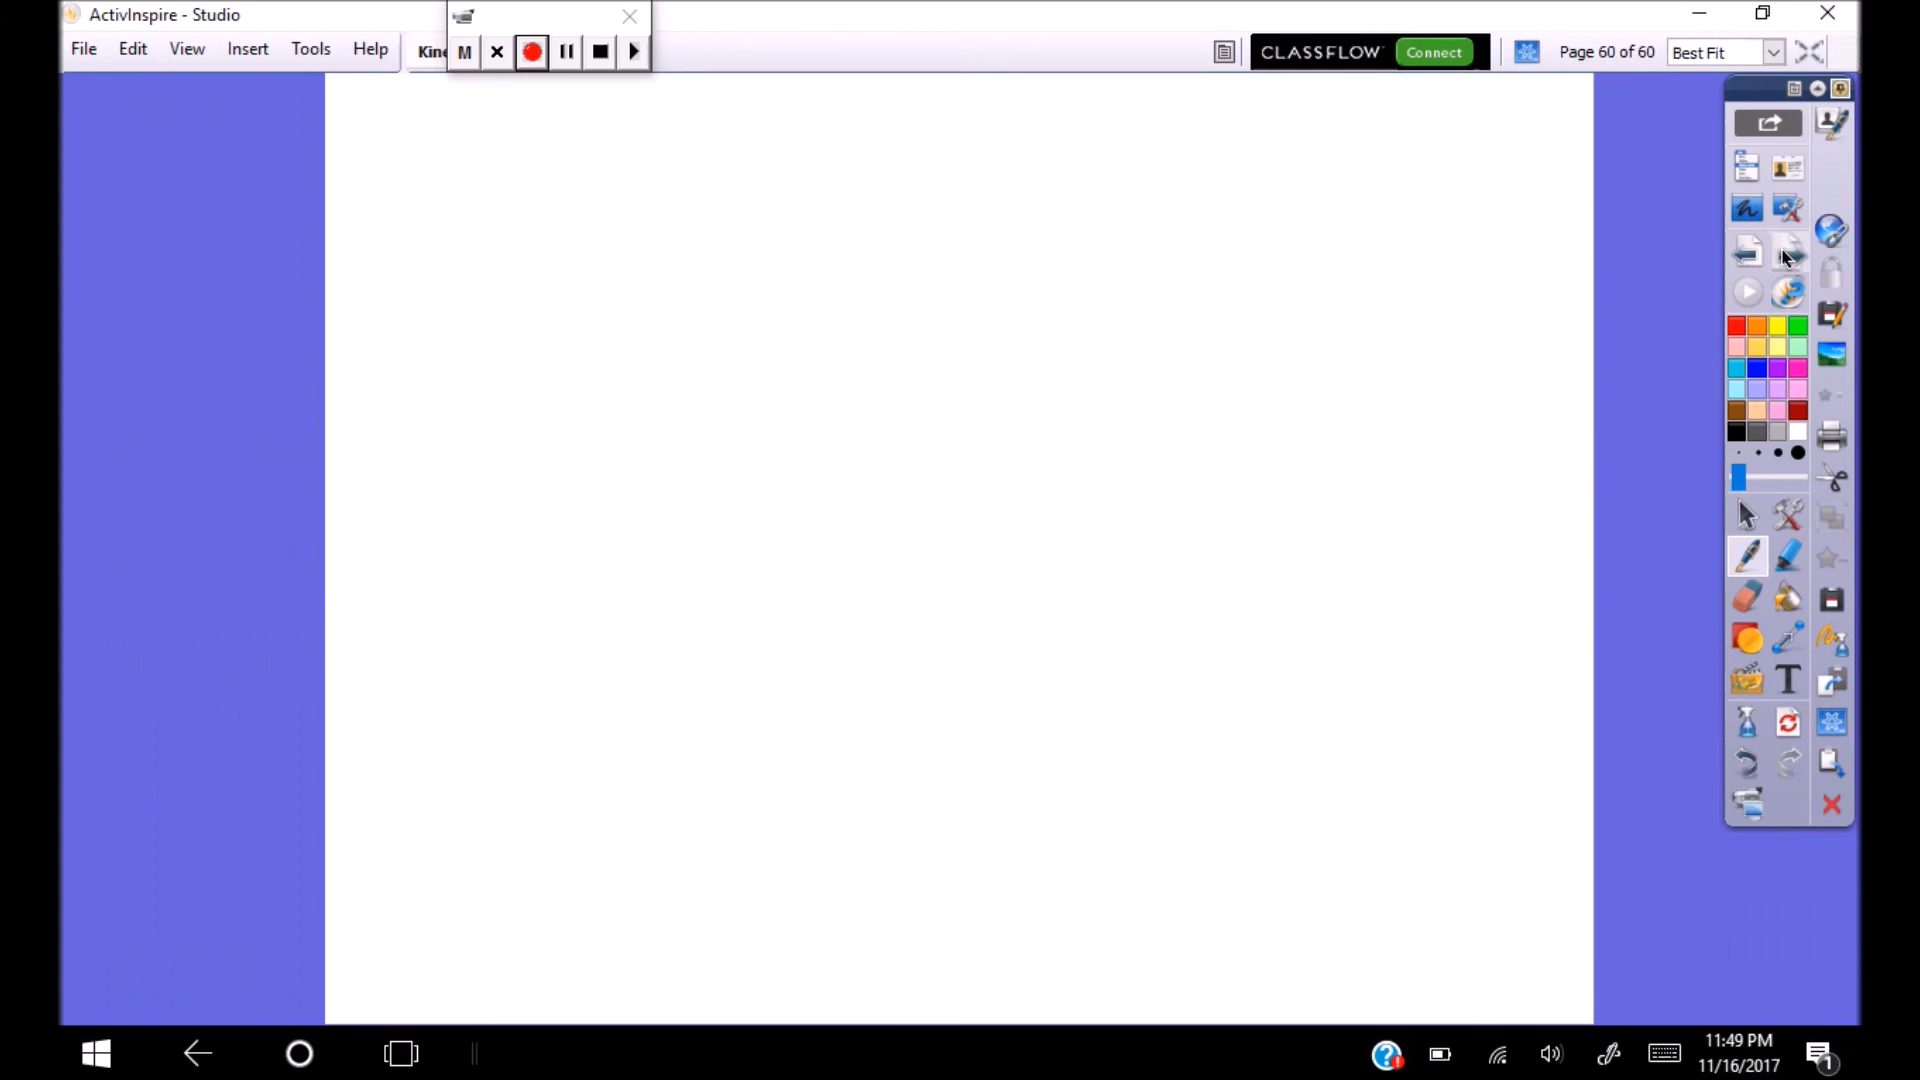 ActivInspire - Studio
File Edit View Insert Tools Help
M
CLASSFLOW Connect
Page 60 of 60
Best Fit
T
11:49 PM
11/16/2017
1